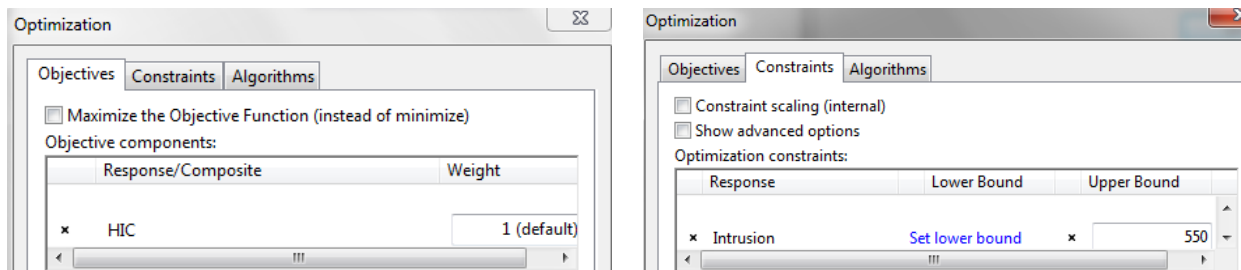 Optimization
Objectives Constraints Algorithms
Maximize the Objective Function (instead of minimize)
Objective components:
Response/Composite Weight
HIC 1 (default)
Optimization
Objectives Constraints Algorithms
Constraint scaling (internal)
Show advanced options
Optimization constraints:
Response Lower Bound Upper Bound
Intrusion Set lower bound 550